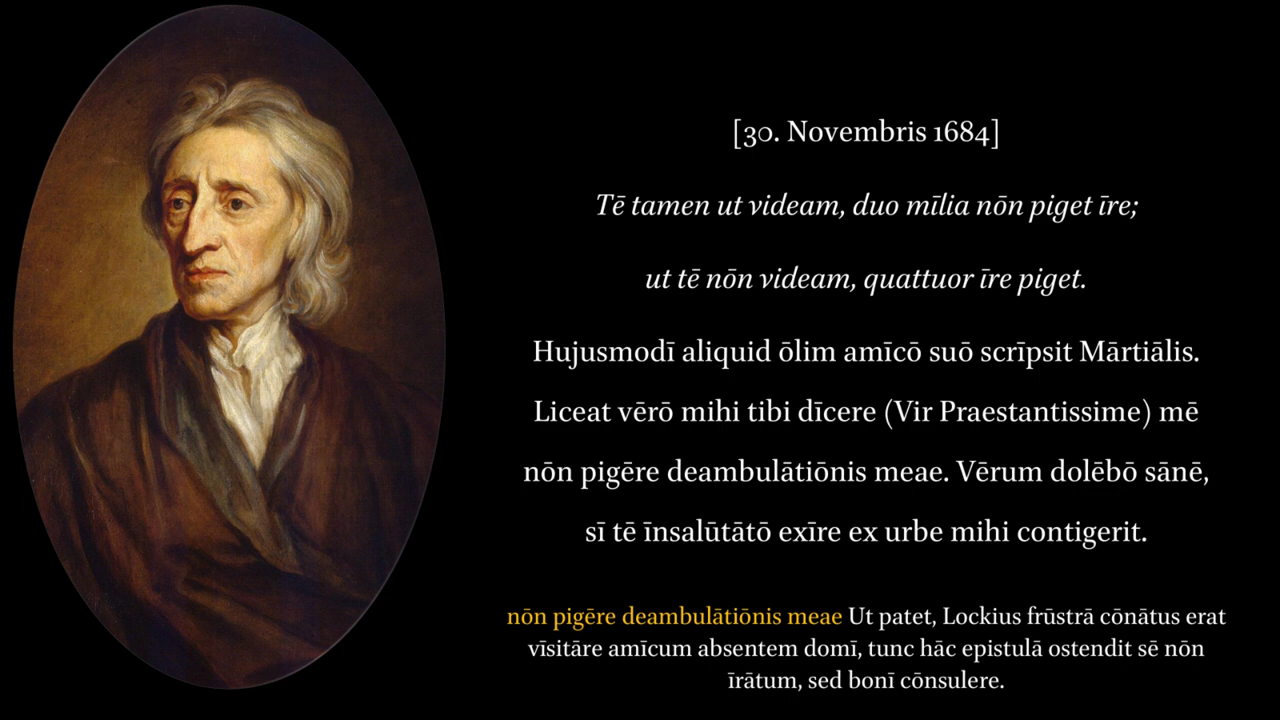 [30. Novembris 1684]
Tē tamen ut videam, duo mīlia nōn piget īre;
ut tē nōn videam, quattuor īre piget.
Hujusmodī aliquid ōlim amīcō suō scrīpsit Mārtiālis.
Liceat vērō mihi tibi dīcere (Vir Praestantissime) mē
nōn pigēre deambulātiōnis meae. Vērum dolēbō sānē,
sī tē īnsalūtātō exīre ex urbe mihi contigerit.
nōn pigēre deambulātiōnis meae Ut patet, Lockius frūstrā cōnātus erat
vīsitāre amīcum absentem domī, tunc hāc epistulā ostendit sē nōn
īrātum, sed bonī cōnsulere.